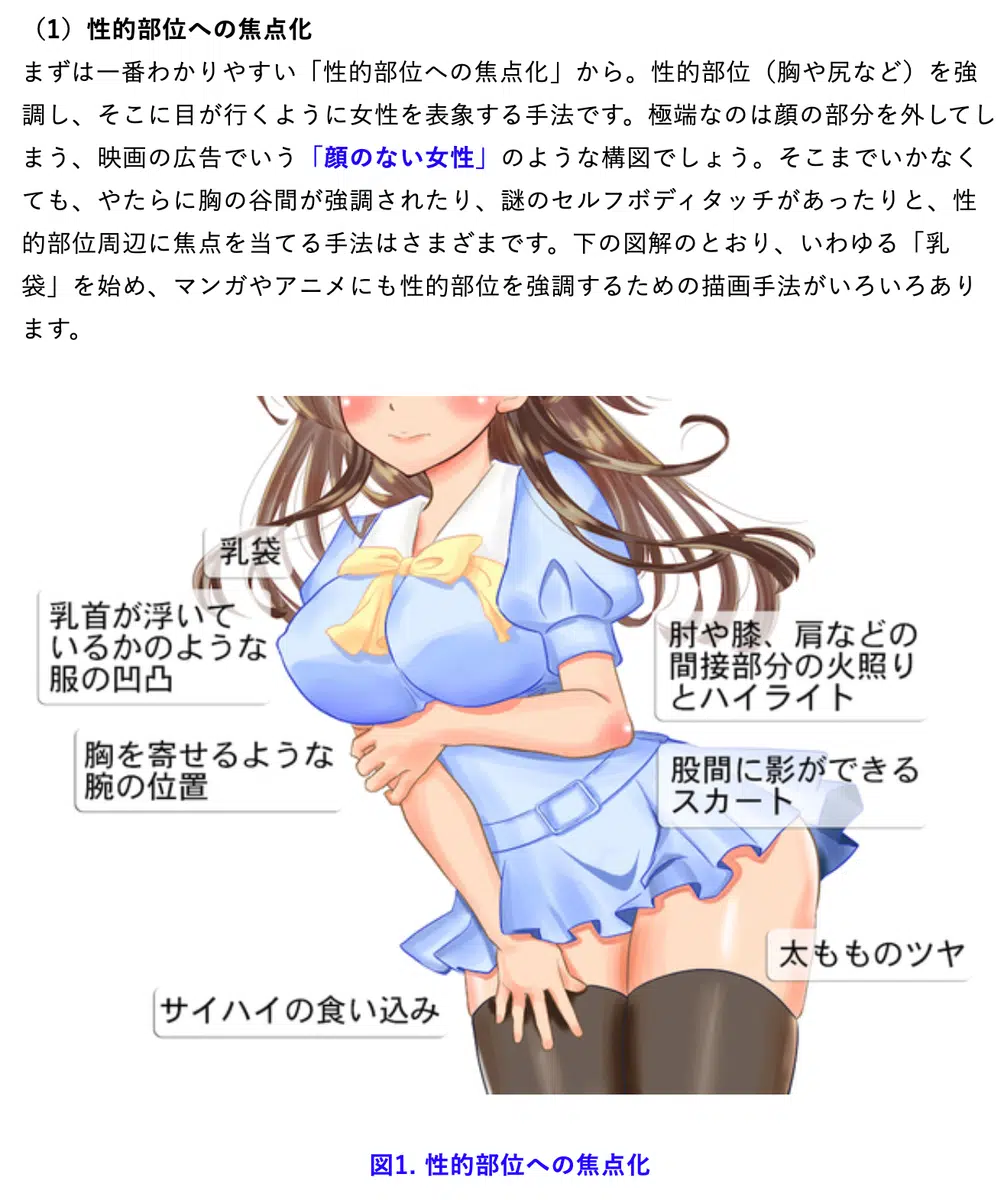 （1）性的部位への焦点化
まずは一番わかりやすい「性的部位への焦点化」から。性的部位（胸や尻など）を強
調し、そこに目が行くように女性を表象する手法です。極端なのは顔の部分を外してし
まう、映画の広告でいう「顔のない女性」のような構図でしょう。そこまでいかなく
ても、やたらに胸の谷間が強調されたり、謎のセルフボディタッチがあったりと、性
的部位周辺に焦点を当てる手法はさまざまです。下の図解のとおり、いわゆる「乳
袋」を始め、マンガやアニメにも性的部位を強調するための描画手法がいろいろあり
ます。
乳袋
乳首が浮いて
いるかのような
服の凹凸
胸を寄せるような
腕の位置
肘や膝、肩などの
間接部分の火照り
とハイライト
股間に影ができる
スカート
太もものツヤ
サイハイの食い込み
図1. 性的部位への焦点化